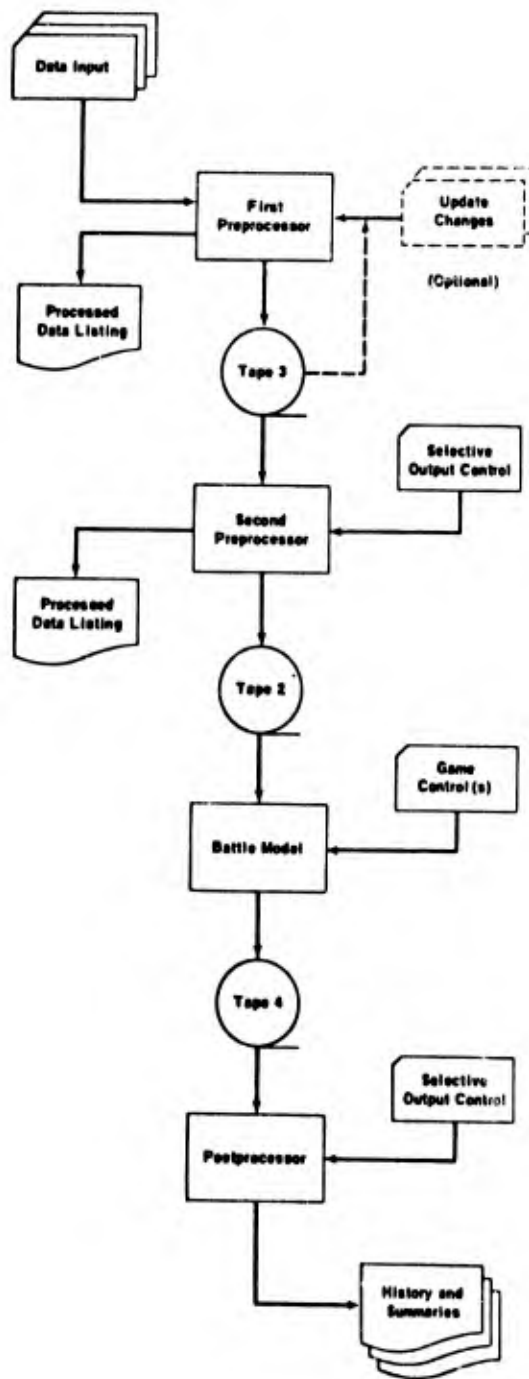 Data Input
First
Preprocessor
Update
Changes
(Optional)
Processed
Data Listing
Tape 3
Selective
Output Control
Second
Preprocessor
Processed
Data Listing
Tape 2
Game
Control(s)
Battle Model
Tape 4
Selective
Output Control
Postprocessor
History and
Summaries